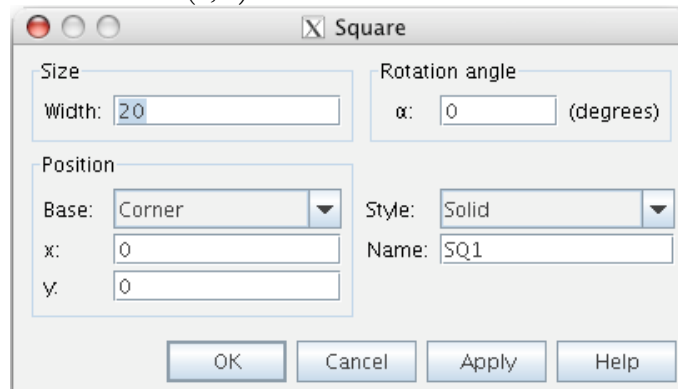 Square
Size
Width: 20
Rotation angle
α: 0 (degrees)
Position
Base: Corner
x: 0
y: 0
Style: Solid
Name: SQ1
OK Cancel Apply Help